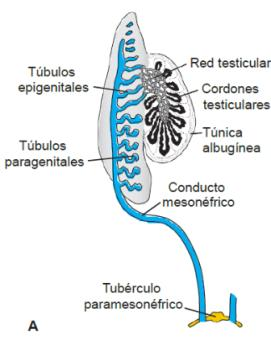 Túbulos
epigenitales
Túbulos
paragenitales
Red testicular
Cordones
testiculares
Túnica
albugínea
Conducto
mesonéfrico
Tubérculo
paramesonéfrico
A